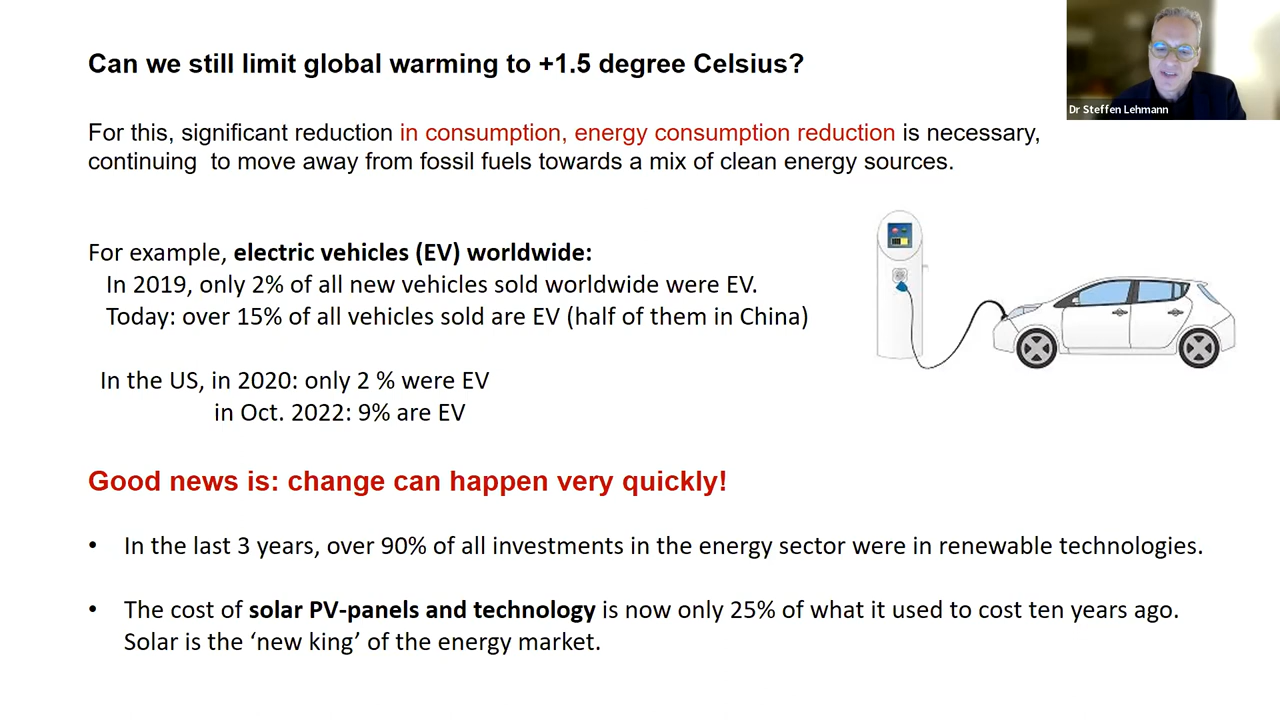 Can we still limit global warming to +1.5 degree Celsius?
Dr Steffen Lehmann
For this, significant reduction in consumption, energy consumption reduction is necessary,
continuing  to move away from fossil fuels towards a mix of clean energy sources.
For example, electric vehicles (EV) worldwide:
In 2019, only 2% of all new vehicles sold worldwide were EV.
Today: over 15% of all vehicles sold are EV (half of them in China)
In the US, in 2020: only 2 % were EV
in Oct. 2022: 9% are EV
Good news is: change can happen very quickly!
• In the last 3 years, over 90% of all investments in the energy sector were in renewable technologies.
• The cost of solar PV-panels and technology is now only 25% of what it used to cost ten years ago.
Solar is the ‘new king’ of the energy market.